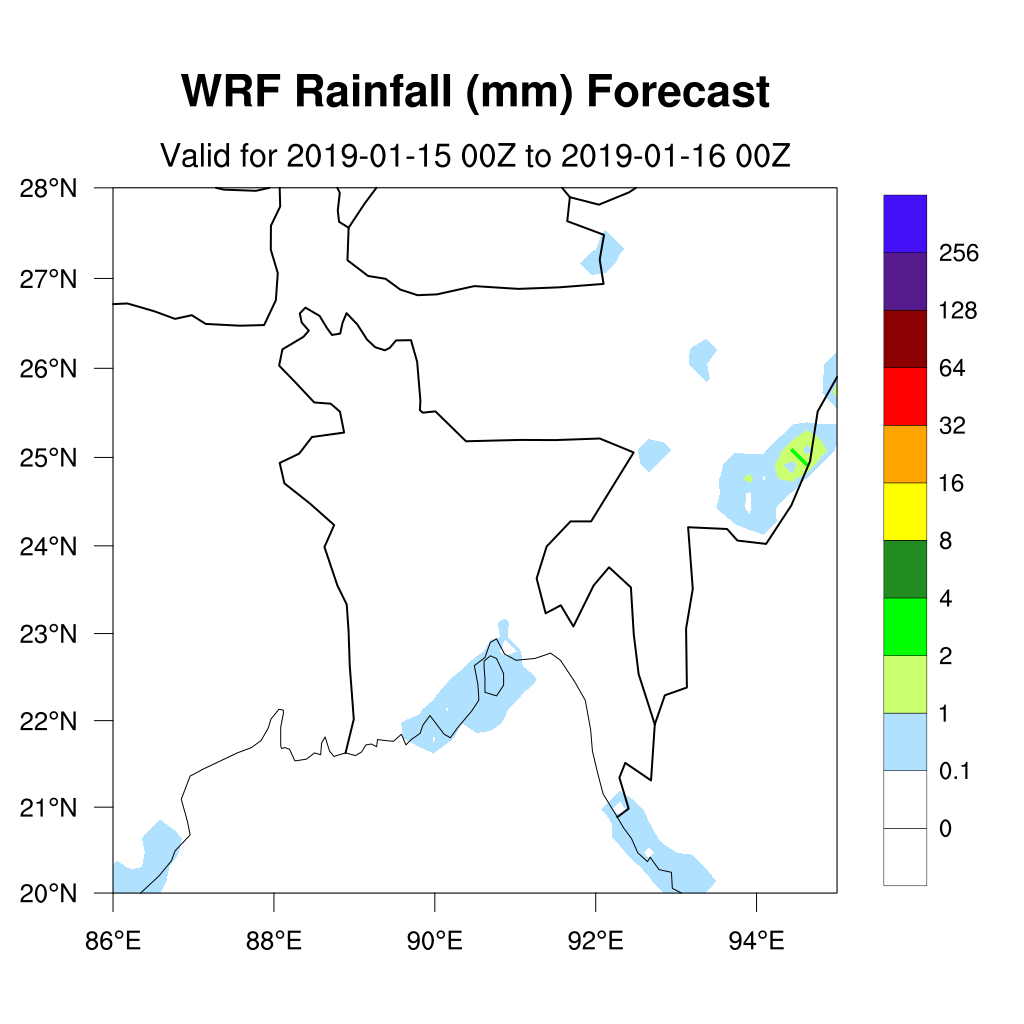 WRF Rainfall (mm) Forecast
Valid for 2019-01-15 00Z to 2019-01-16 00Z
28°N
27°N
26°N
25°N
24°N
23°N
22°N
21°N
20°N
86°E 88°E 90°E 92°E 94°E
256
128
64
32
16
8
4
2
1
0.1
0